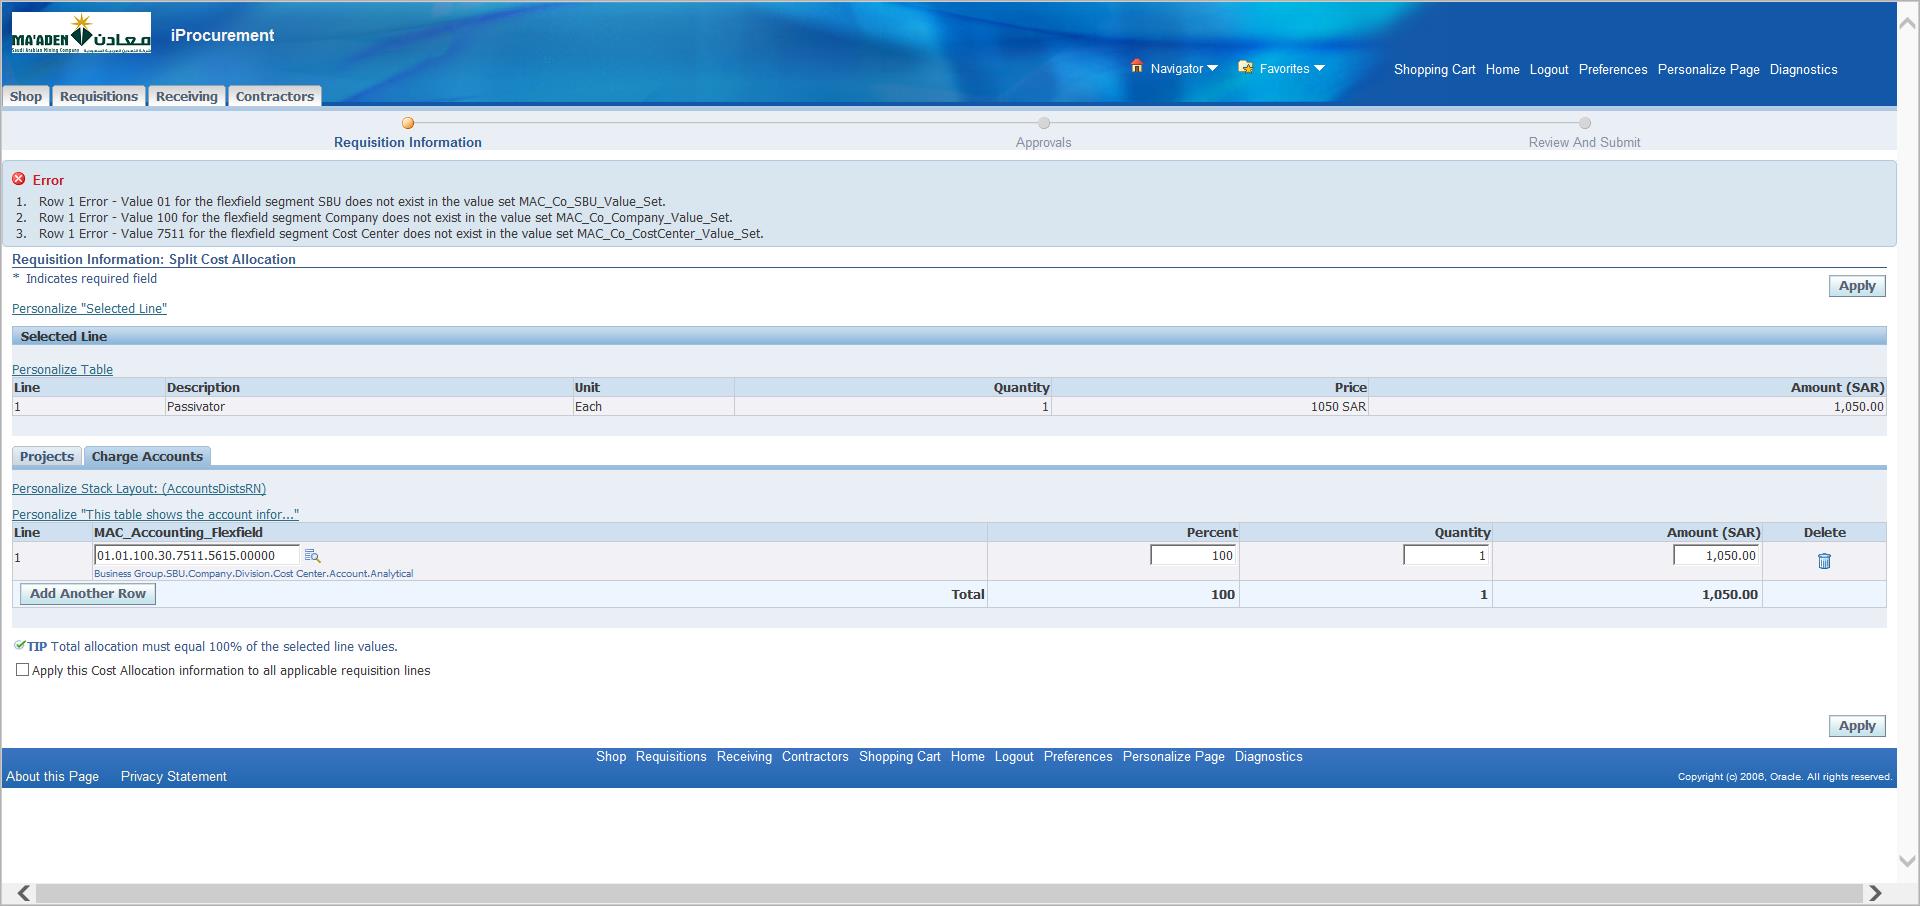 MA'ADEN معادن
Saudi Arabian Mining Company
iProcurement
Navigator Favorites Shopping Cart Home Logout Preferences Personalize Page Diagnostics
Shop Requisitions Receiving Contractors
Requisition Information Approvals Review And Submit
Error
1. Row 1 Error - Value 01 for the flexfield segment SBU does not exist in the value set MAC_Co_SBU_Value_Set.
2. Row 1 Error - Value 100 for the flexfield segment Company does not exist in the value set MAC_Co_Company_Value_Set.
3. Row 1 Error - Value 7511 for the flexfield segment Cost Center does not exist in the value set MAC_Co_CostCenter_Value_Set.
Requisition Information: Split Cost Allocation
* Indicates required field
Apply
Personalize "Selected Line"
Selected Line
Personalize Table
Line Description Unit Quantity Price Amount (SAR)
1 Passivator Each 1 1050 SAR 1,050.00
Projects Charge Accounts
Personalize Stack Layout: (AccountsDistsRN)
Personalize "This table shows the account infor..."
Line MAC_Accounting_Flexfield Percent Quantity Amount (SAR) Delete
1 01.01.100.30.7511.5615.00000 100 1 1,050.00
Business Group.SBU.Company.Division.Cost Center.Account.Analytical
Add Another Row Total 100 1 1,050.00
TIP Total allocation must equal 100% of the selected line values.
Apply this Cost Allocation information to all applicable requisition lines
Apply
Shop Requisitions Receiving Contractors Shopping Cart Home Logout Preferences Personalize Page Diagnostics
About this Page Privacy Statement
Copyright (c) 2006, Oracle. All rights reserved.